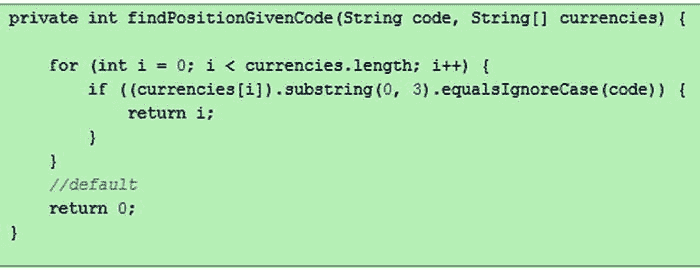 private int findPositionGivenCode(String code, String[] currencies) {
for (int i = 0; i < currencies.length; i++) {
if ((currencies[i]).substring(0, 3).equalsIgnoreCase(code)) {
return i;
}
}
//default
return 0;
}